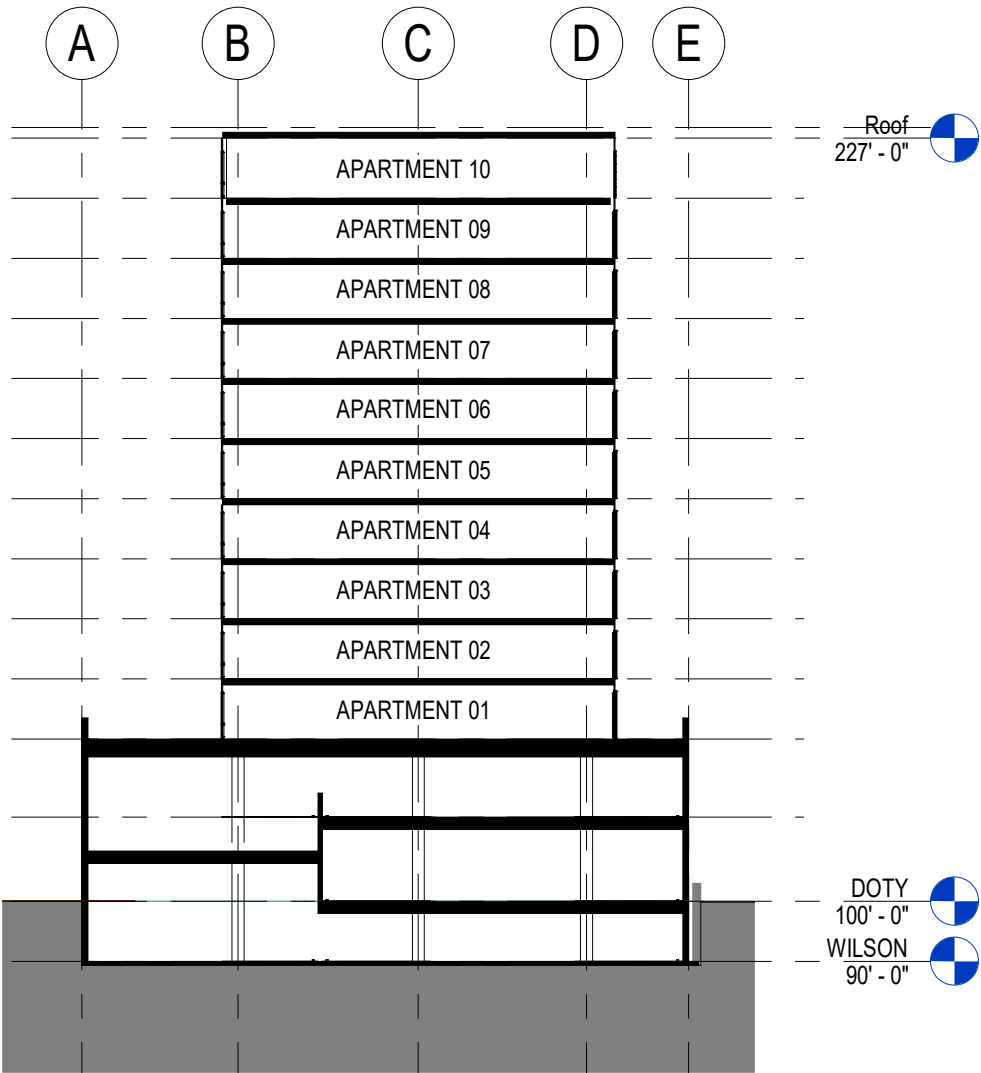 A B C D E
Roof
227' - 0"
APARTMENT 10
APARTMENT 09
APARTMENT 08
APARTMENT 07
APARTMENT 06
APARTMENT 05
APARTMENT 04
APARTMENT 03
APARTMENT 02
APARTMENT 01
DOTY
100' - 0"
WILSON
90' - 0"